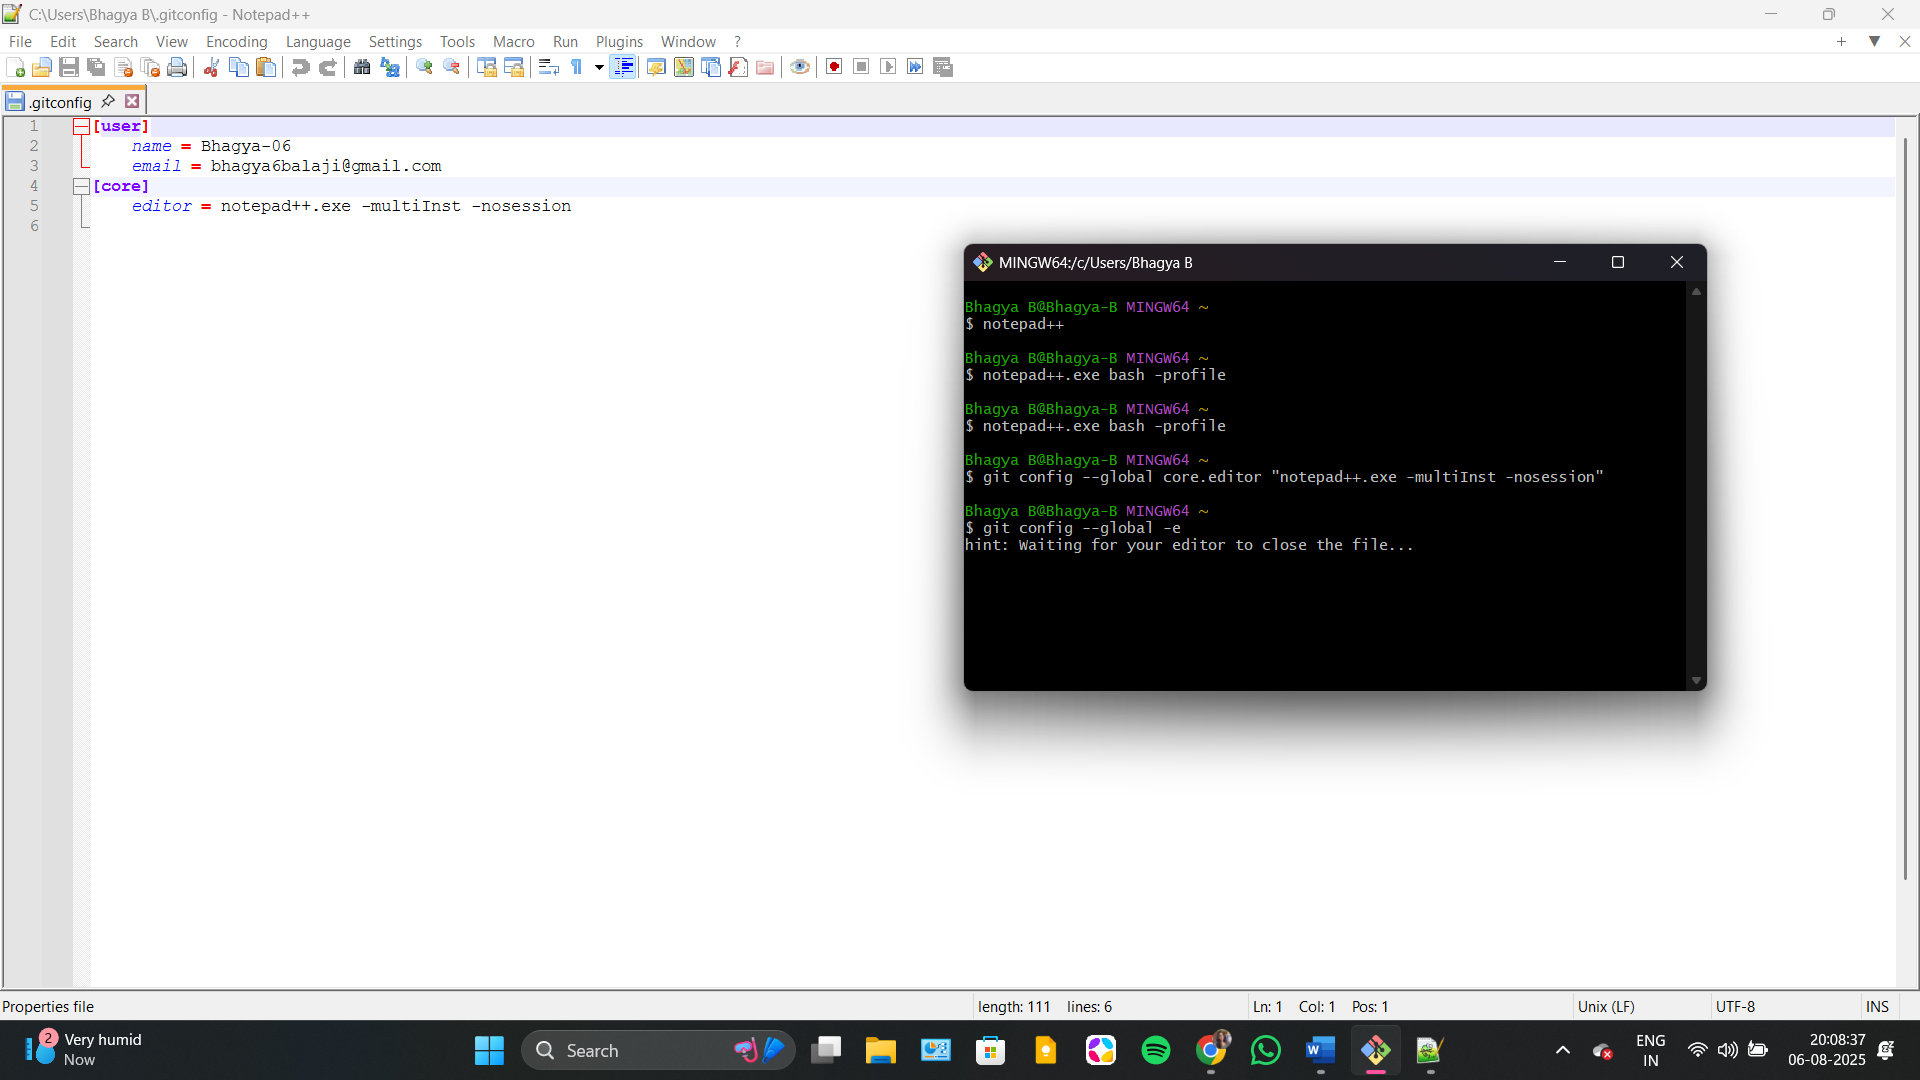 C:\Users\Bhagya B\.gitconfig - Notepad++
File Edit Search View Encoding Language Settings Tools Macro Run Plugins Window ?
.gitconfig
1 [user]
2 name = Bhagya-06
3 email = bhagya6balaji@gmail.com
4 [core]
5 editor = notepad++.exe -multiInst -nosession
6
MINGW64:/c/Users/Bhagya B
Bhagya B@Bhagya-B MINGW64 ~
$ notepad++
Bhagya B@Bhagya-B MINGW64 ~
$ notepad++.exe bash -profile
Bhagya B@Bhagya-B MINGW64 ~
$ notepad++.exe bash -profile
Bhagya B@Bhagya-B MINGW64 ~
$ git config --global core.editor "notepad++.exe -multiInst -nosession"
Bhagya B@Bhagya-B MINGW64 ~
$ git config --global -e
hint: Waiting for your editor to close the file...
Properties file length: 111 lines: 6 Ln: 1 Col: 1 Pos: 1 Unix (LF) UTF-8 INS
2 Very humid
Now
Search
W
ENG
IN
20:08:37
06-08-2025